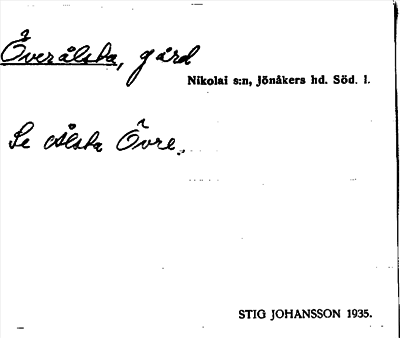 Överålsta, gård
Nikolai s:n, Jönåkers hd. Söd. l.
Se Ålsta Övre.
STIG JOHANSSON 1935.